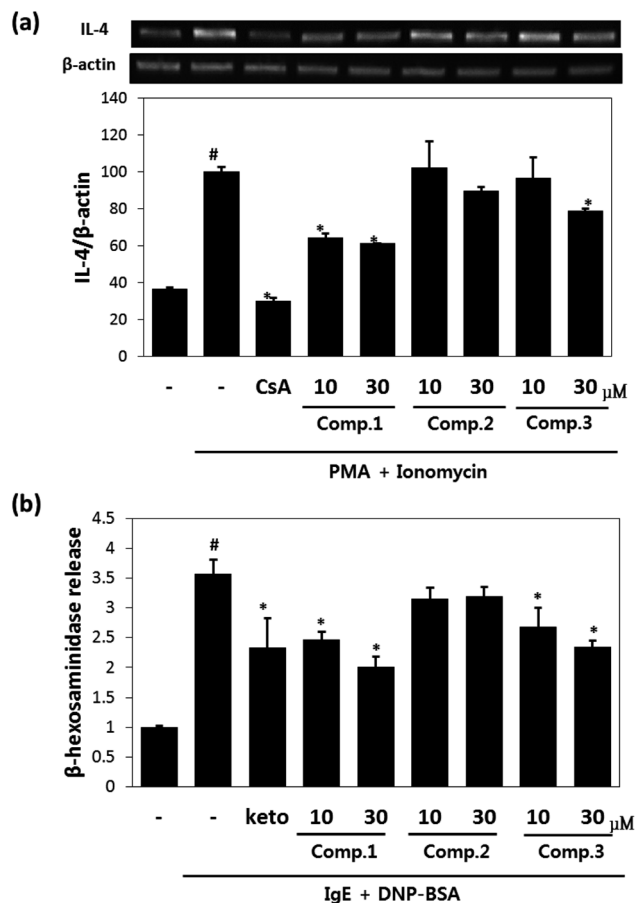 (a)
IL-4
β-actin
140
120
100
80
60
40
20
0
IL-4/β-actin
#
*
*
*
*
- - CsA 10 30 10 30 10 30 μM
Comp.1 Comp.2 Comp.3
PMA + Ionomycin
(b)
4.5
4
3.5
3
2.5
2
1.5
1
0.5
0
β-hexosaminidase release
#
*
*
*
*
*
- - keto 10 30 10 30 10 30 μM
Comp.1 Comp.2 Comp.3
IgE + DNP-BSA